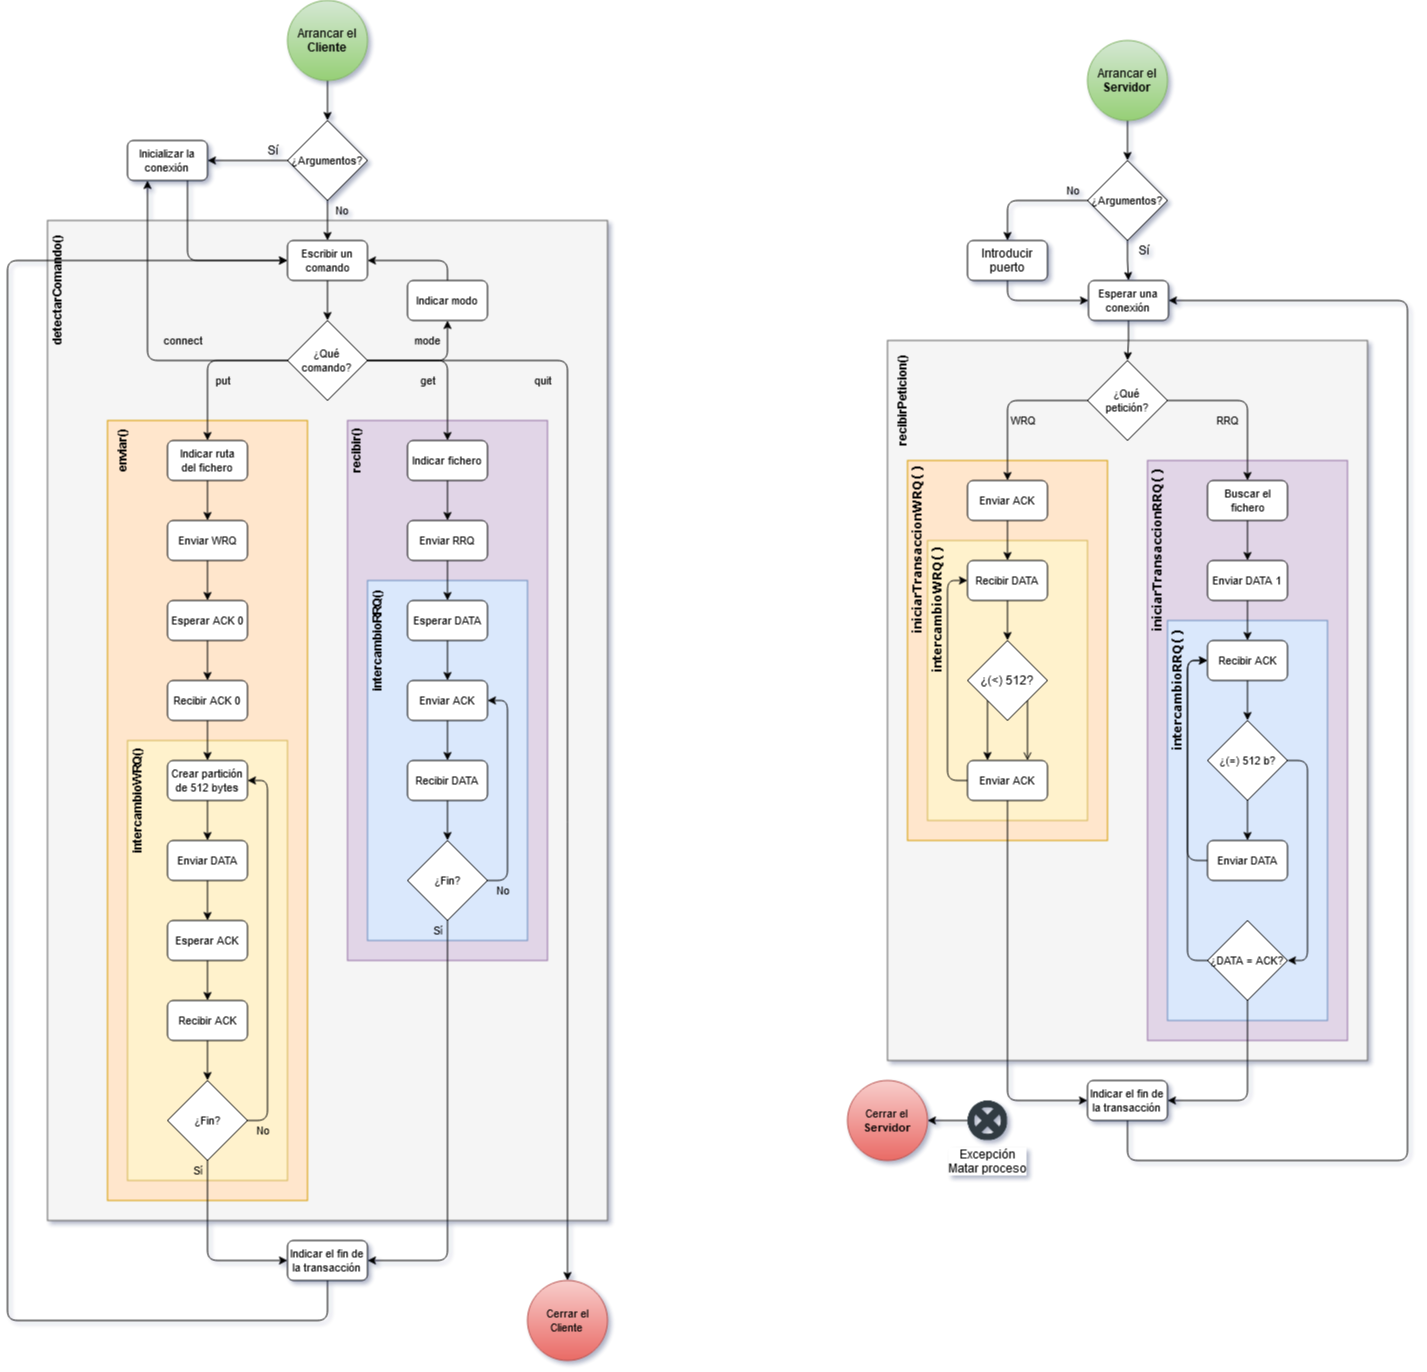 Arrancar el
Cliente
¿Argumentos?
Sí
No
Inicializar la
conexión
detectarComando()
Escribir un
comando
Indicar modo
¿Qué
comando?
connect
mode
put
get
quit
enviar()
Indicar ruta
del fichero
Enviar WRQ
Esperar ACK 0
Recibir ACK 0
intercambioWRQ()
Crear partición
de 512 bytes
Enviar DATA
Esperar ACK
Recibir ACK
¿Fin?
No
Sí
recibir()
Indicar fichero
Enviar RRQ
intercambioRRQ()
Esperar DATA
Enviar ACK
Recibir DATA
¿Fin?
No
Sí
Indicar el fin de
la transacción
Cerrar el
Cliente
Arrancar el
Servidor
¿Argumentos?
No
Sí
Introducir
puerto
Esperar una
conexión
recibirPeticion()
¿Qué
petición?
WRQ
RRQ
iniciarTransaccionWRQ()
Enviar ACK
intercambioWRQ()
Recibir DATA
¿(<) 512?
Enviar ACK
iniciarTransaccionRRQ()
Buscar el
fichero
Enviar DATA 1
intercambioRRQ()
Recibir ACK
¿(=) 512 b?
Enviar DATA
¿DATA = ACK?
Indicar el fin de
la transacción
Cerrar el
Servidor
Excepción
Matar proceso